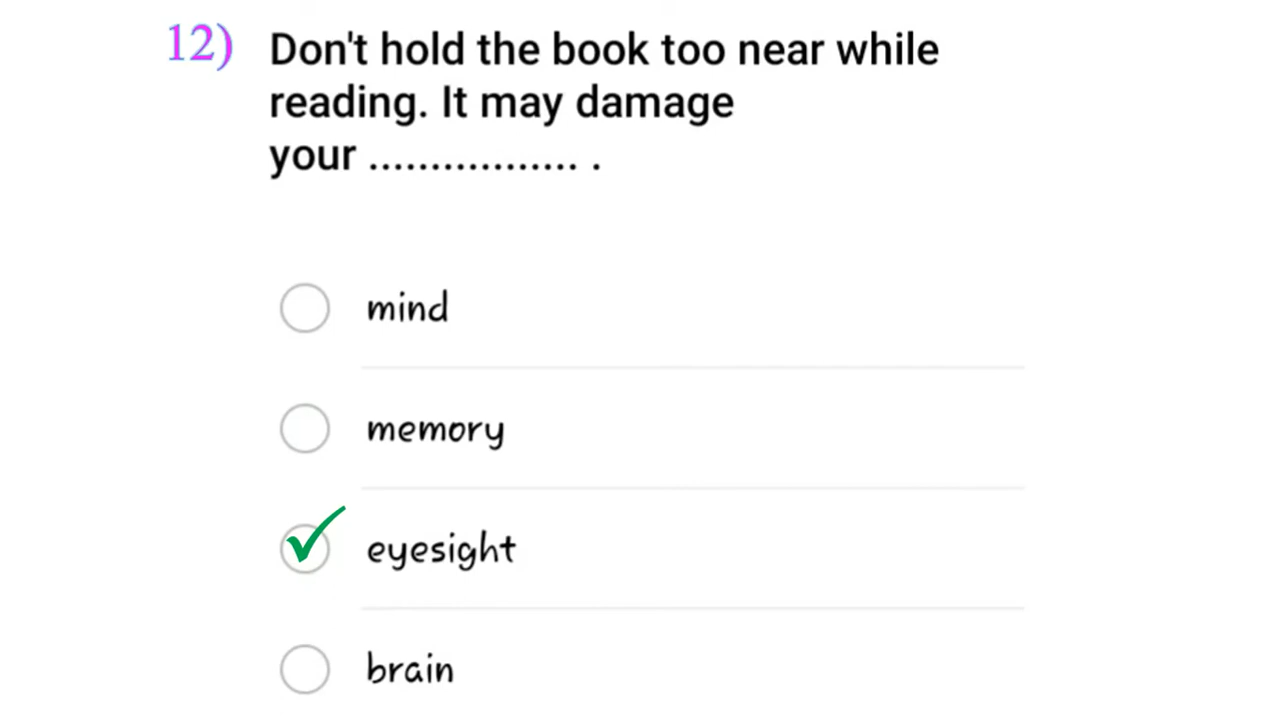 12) Don't hold the book too near while
reading. It may damage
your ................. .
mind
memory
eyesight
brain